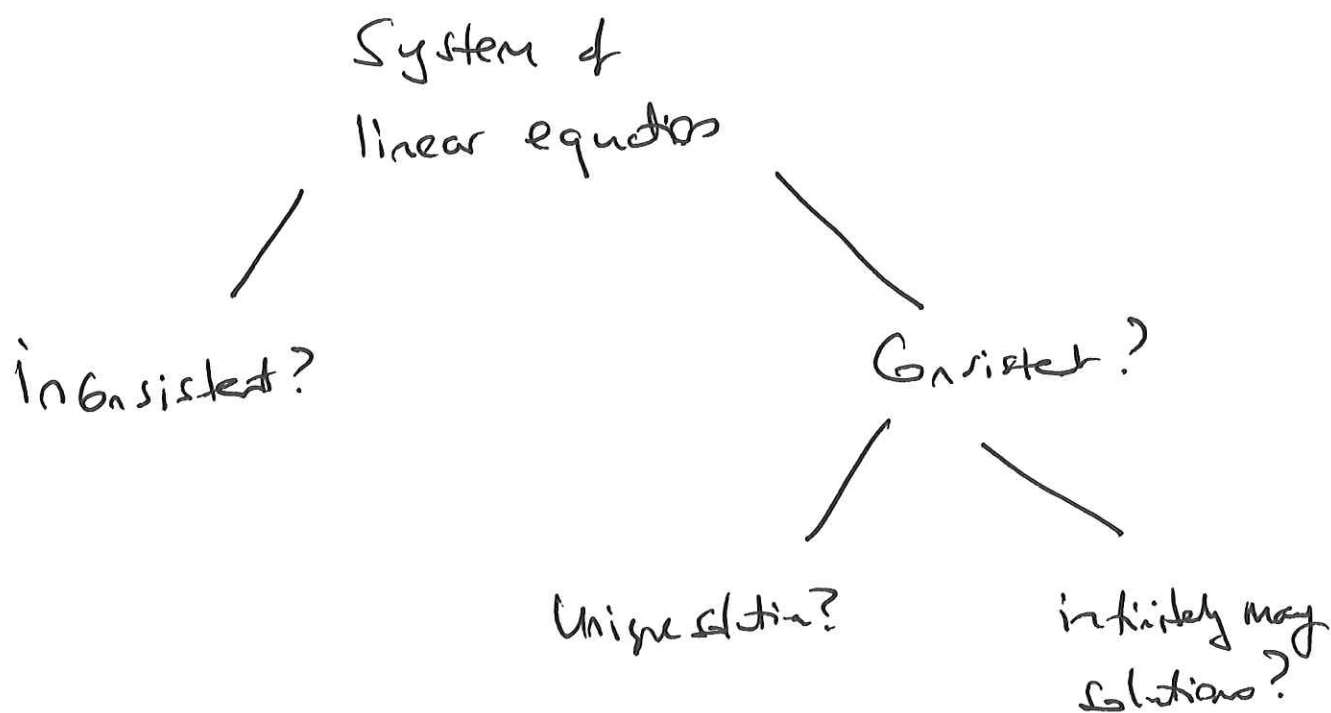 System of
linear equations
inconsistent?
Consistent?
Unique solution?
infinitely many
solutions?